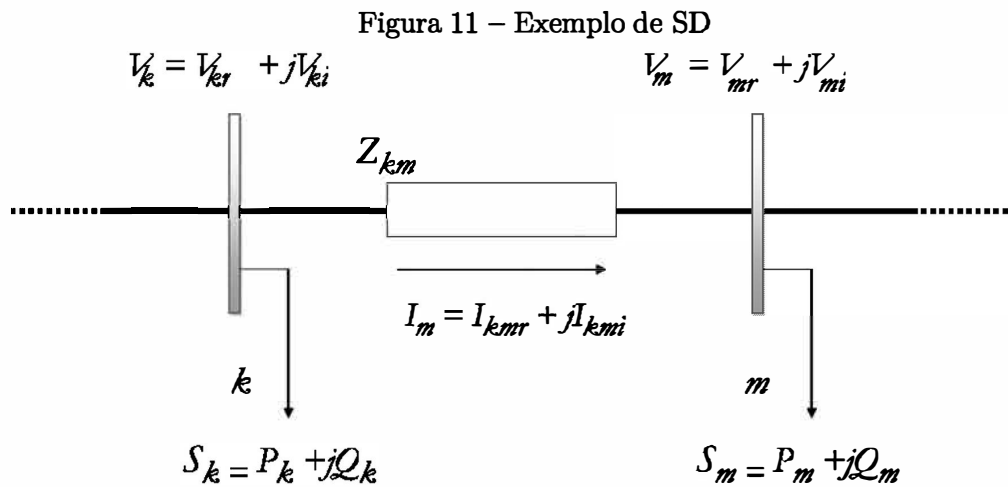 Figura 11 – Exemplo de SD
V_k = V_kr + jV_ki
V_m = V_mr + jV_mi
Z_km
I_m = I_kmr + jI_kmi
k
m
S_k = P_k + jQ_k
S_m = P_m + jQ_m